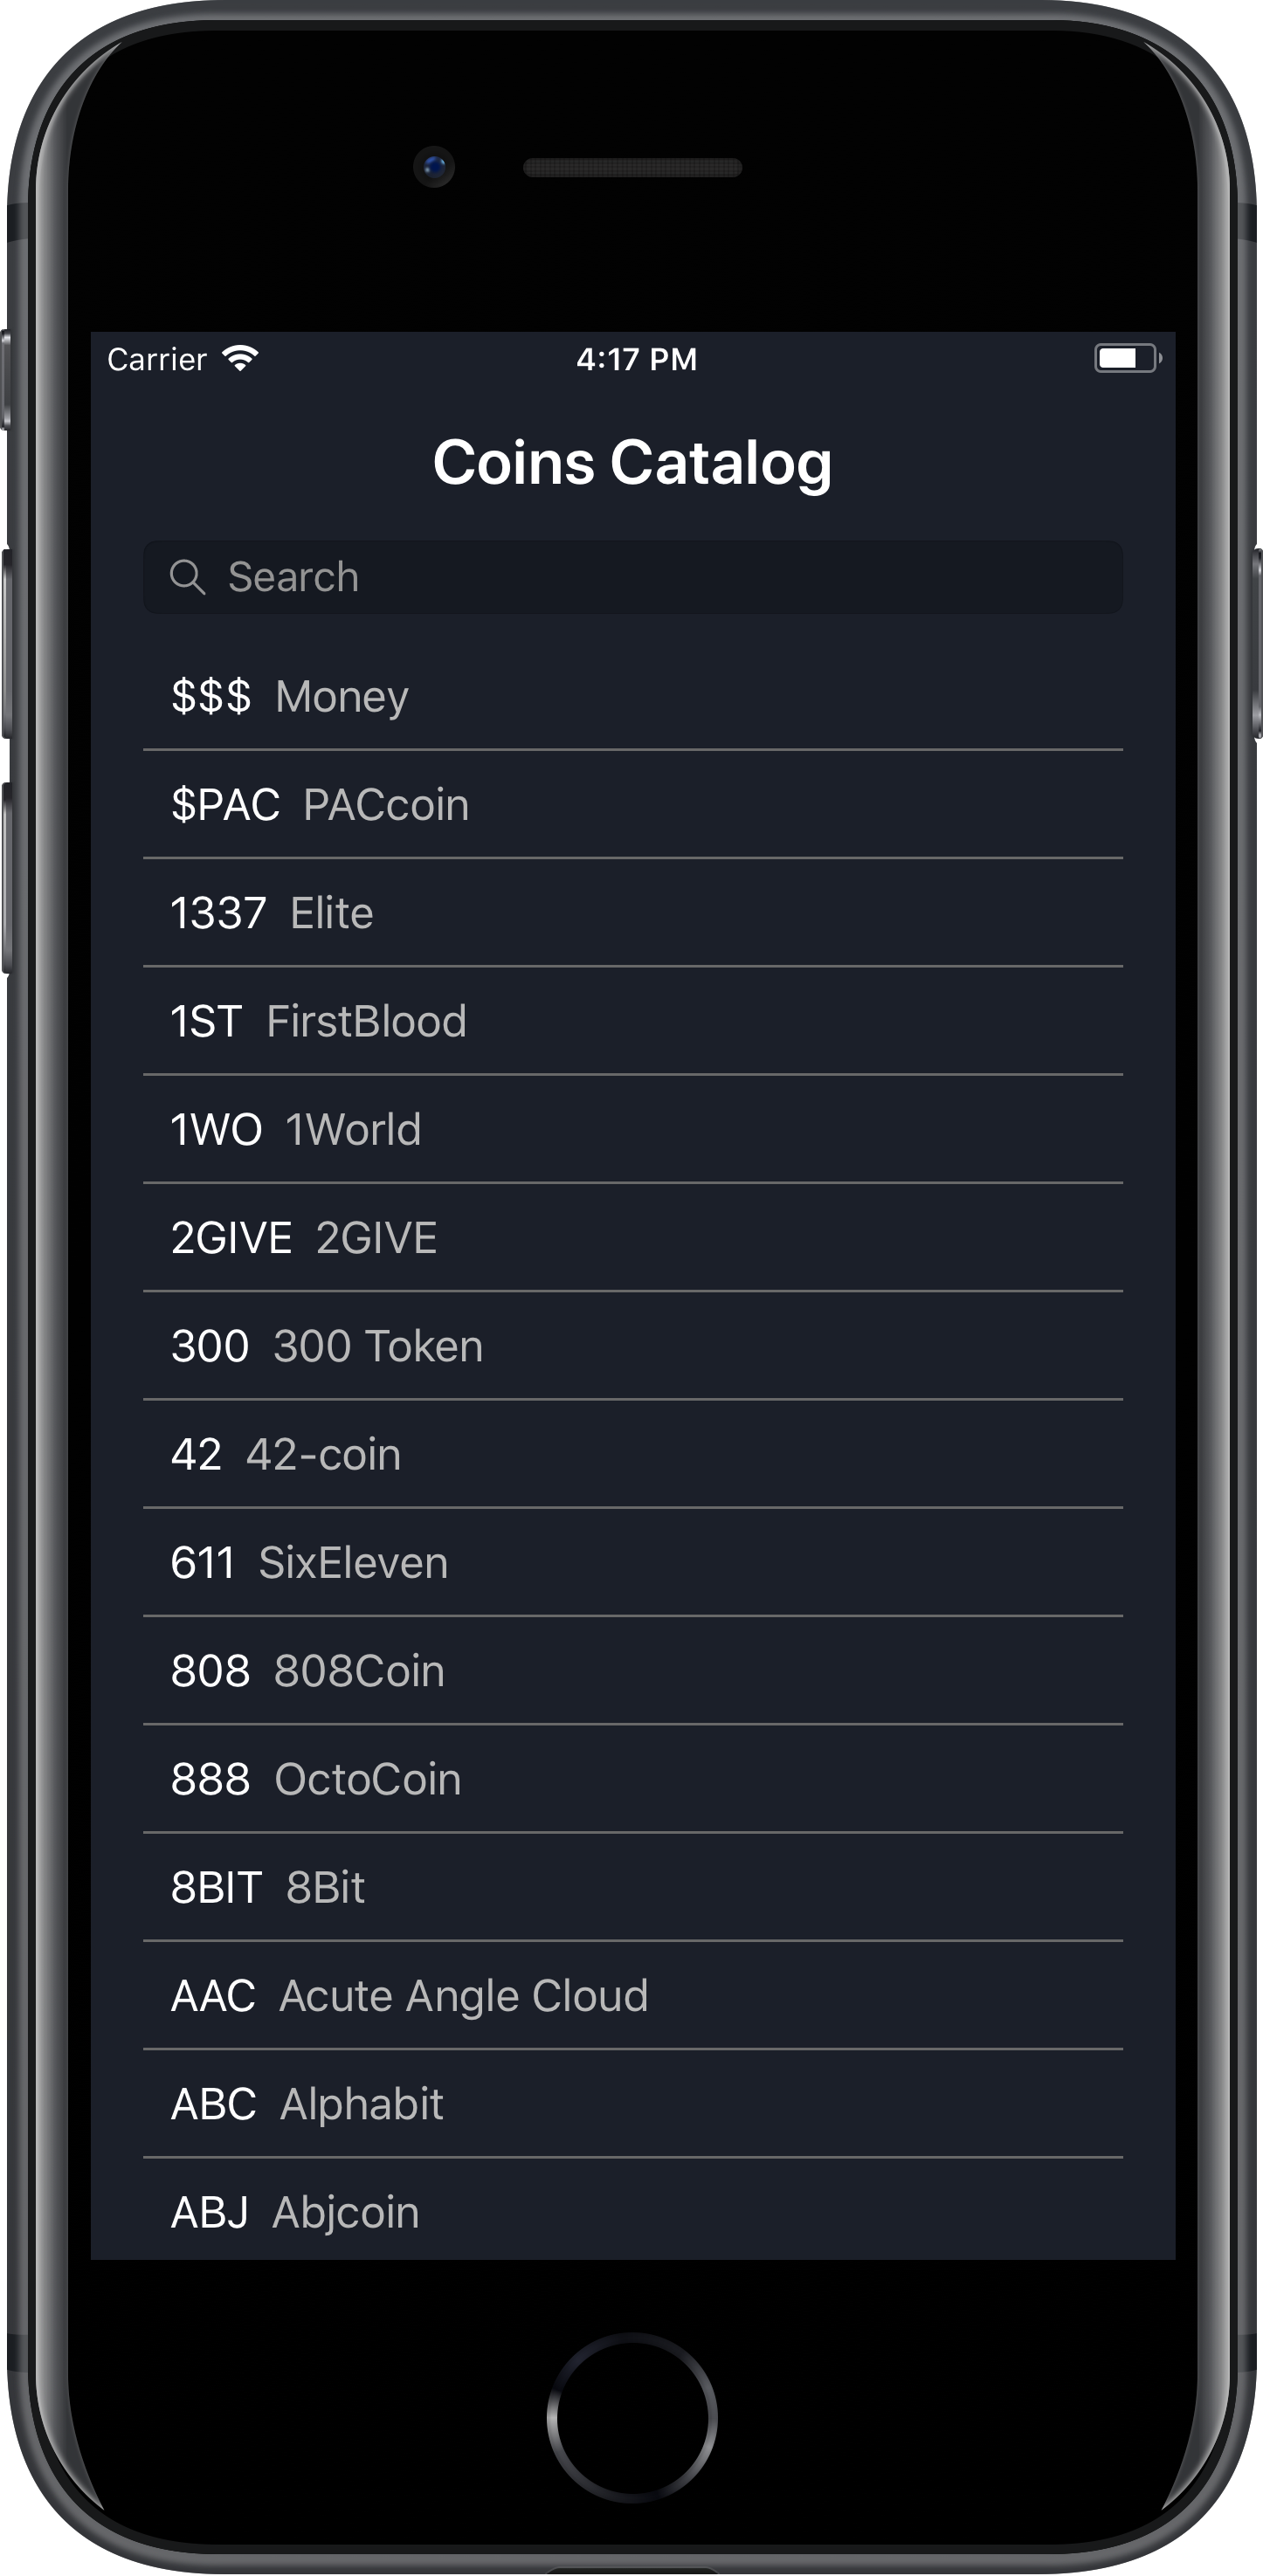 Carrier 4:17 PM
Coins Catalog
Search
$$$ Money
$PAC PACcoin
1337 Elite
1ST FirstBlood
1WO 1World
2GIVE 2GIVE
300 300 Token
42 42-coin
611 SixEleven
808 808Coin
888 OctoCoin
8BIT 8Bit
AAC Acute Angle Cloud
ABC Alphabit
ABJ Abjcoin